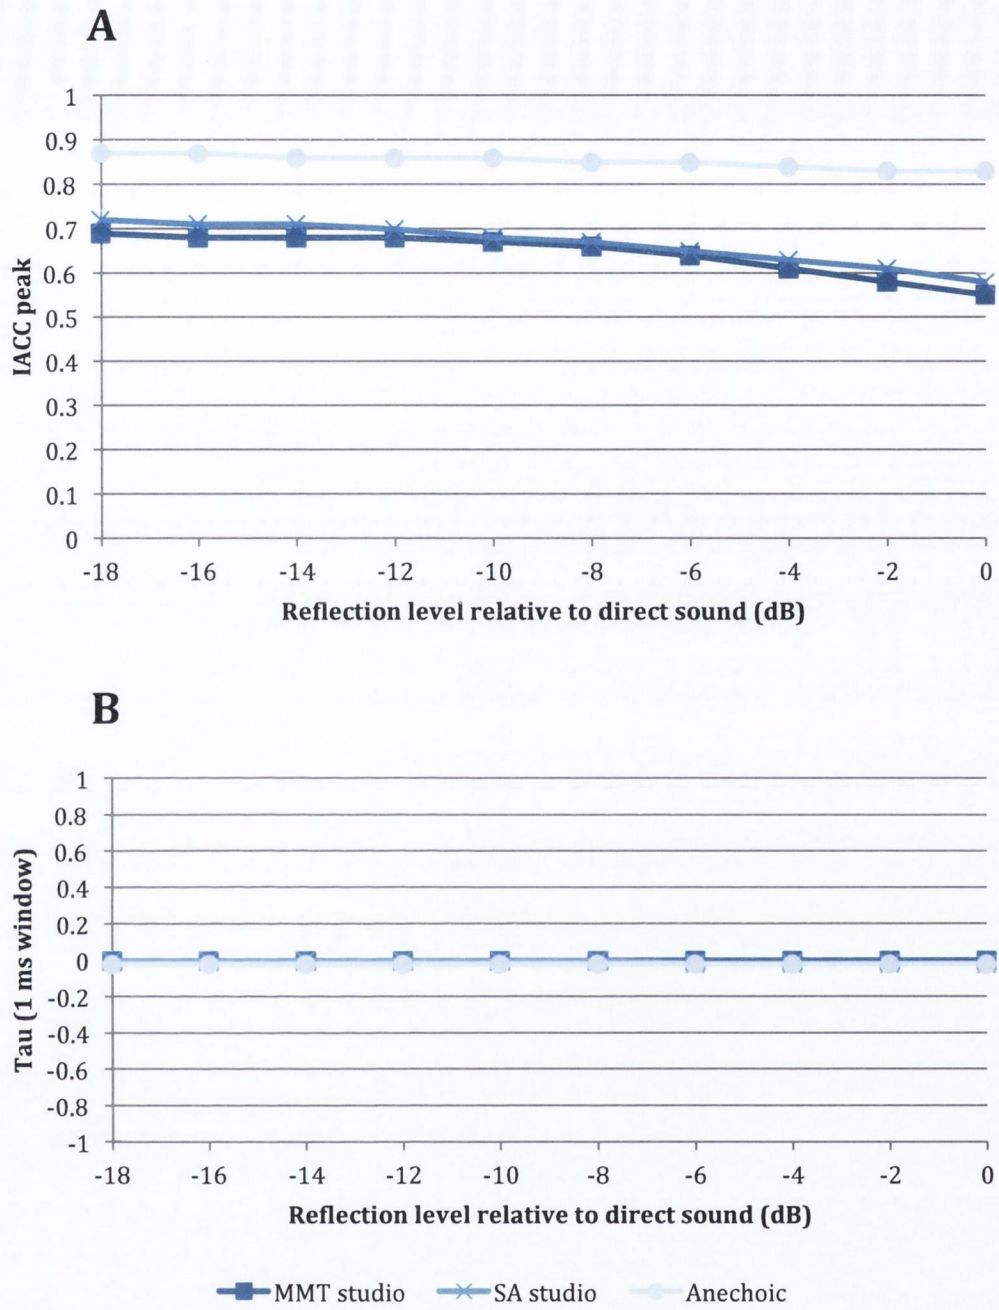 A
1
0.9
0.8
0.7
0.6
0.5
0.4
0.3
0.2
0.1
0
IACC peak
-18 -16 -14 -12 -10 -8 -6 -4 -2 0
Reflection level relative to direct sound (dB)
B
1
0.8
0.6
0.4
0.2
0
-0.2
-0.4
-0.6
-0.8
-1
Tau (1 ms window)
-18 -16 -14 -12 -10 -8 -6 -4 -2 0
Reflection level relative to direct sound (dB)
MMT studio SA studio Anechoic